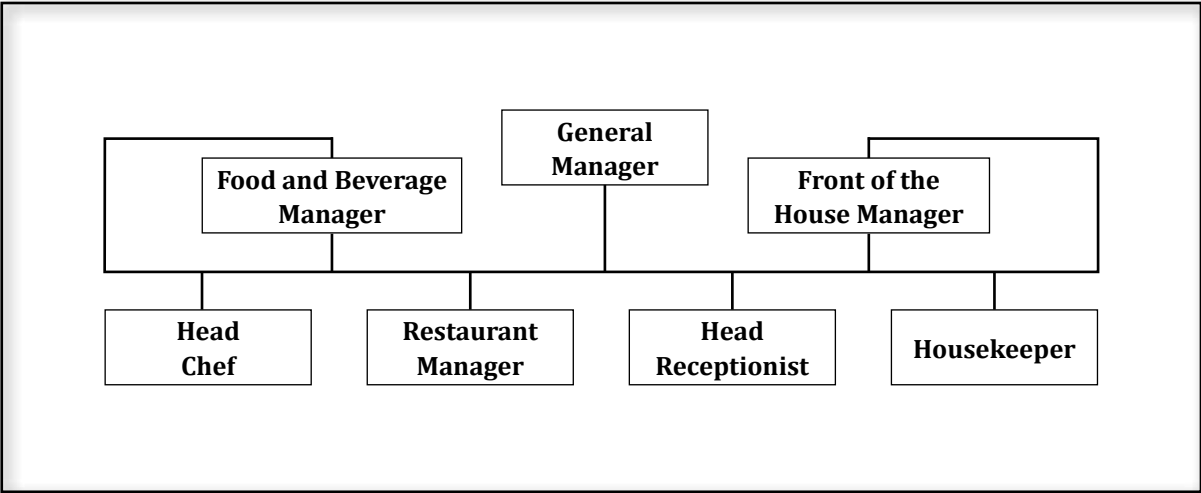 General
Manager
Food and Beverage
Manager
Front of the
House Manager
Head
Chef
Restaurant
Manager
Head
Receptionist
Housekeeper